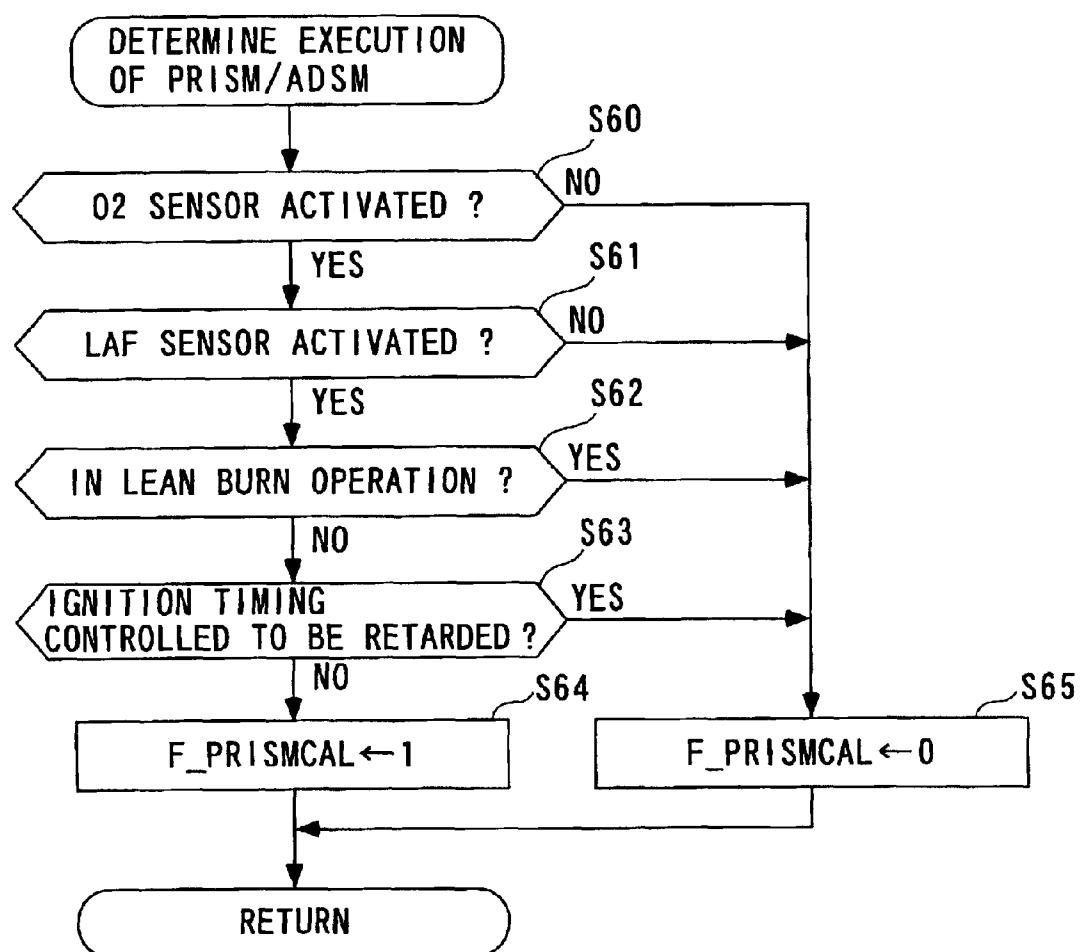 DETERMINE EXECUTION
OF PRISM/ADSM
S60
O2 SENSOR ACTIVATED ?
NO
YES
S61
LAF SENSOR ACTIVATED ?
NO
YES
S62
IN LEAN BURN OPERATION ?
YES
NO
S63
IGNITION TIMING
CONTROLLED TO BE RETARDED ?
YES
NO
S64
F_PRISMCAL←1
S65
F_PRISMCAL←0
RETURN